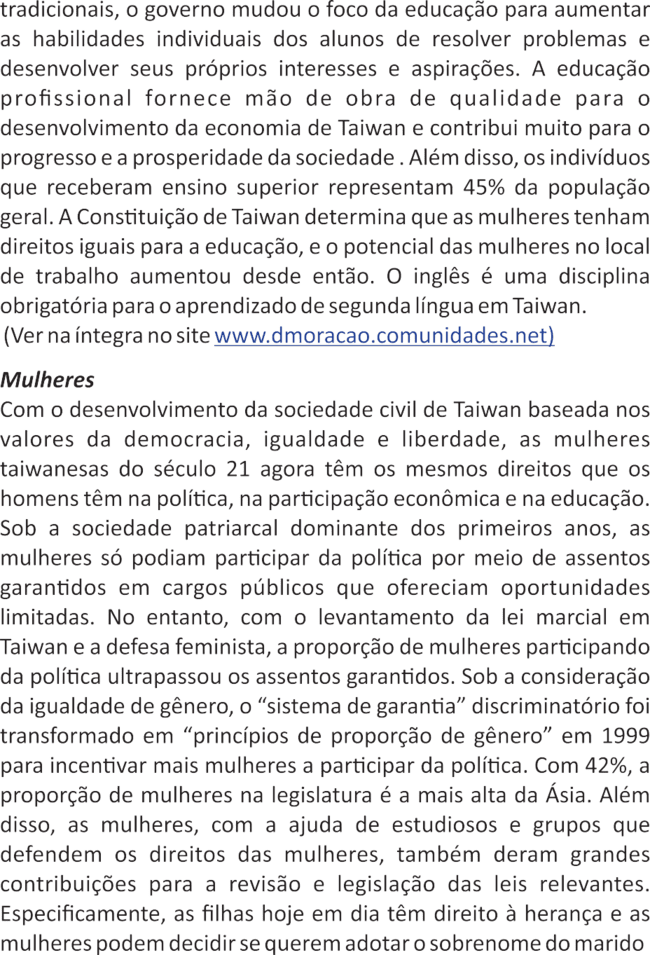 tradicionais, o governo mudou o foco da educação para aumentar
as habilidades individuais dos alunos de resolver problemas e
desenvolver seus próprios interesses e aspirações. A educação
profissional fornece mão de obra de qualidade para o
desenvolvimento da economia de Taiwan e contribui muito para o
progresso e a prosperidade da sociedade . Além disso, os indivíduos
que receberam ensino superior representam 45% da população
geral. A Constituição de Taiwan determina que as mulheres tenham
direitos iguais para a educação, e o potencial das mulheres no local
de trabalho aumentou desde então. O inglês é uma disciplina
obrigatória para o aprendizado de segunda língua em Taiwan.
(Ver na íntegra no site www.dmoracao.comunidades.net)
Mulheres
Com o desenvolvimento da sociedade civil de Taiwan baseada nos
valores da democracia, igualdade e liberdade, as mulheres
taiwanesas do século 21 agora têm os mesmos direitos que os
homens têm na política, na participação econômica e na educação.
Sob a sociedade patriarcal dominante dos primeiros anos, as
mulheres só podiam participar da política por meio de assentos
garantidos em cargos públicos que ofereciam oportunidades
limitadas. No entanto, com o levantamento da lei marcial em
Taiwan e a defesa feminista, a proporção de mulheres participando
da política ultrapassou os assentos garantidos. Sob a consideração
da igualdade de gênero, o “sistema de garantia” discriminatório foi
transformado em “princípios de proporção de gênero” em 1999
para incentivar mais mulheres a participar da política. Com 42%, a
proporção de mulheres na legislatura é a mais alta da Ásia. Além
disso, as mulheres, com a ajuda de estudiosos e grupos que
defendem os direitos das mulheres, também deram grandes
contribuições para a revisão e legislação das leis relevantes.
Especificamente, as filhas hoje em dia têm direito à herança e as
mulheres podem decidir se querem adotar o sobrenome do marido